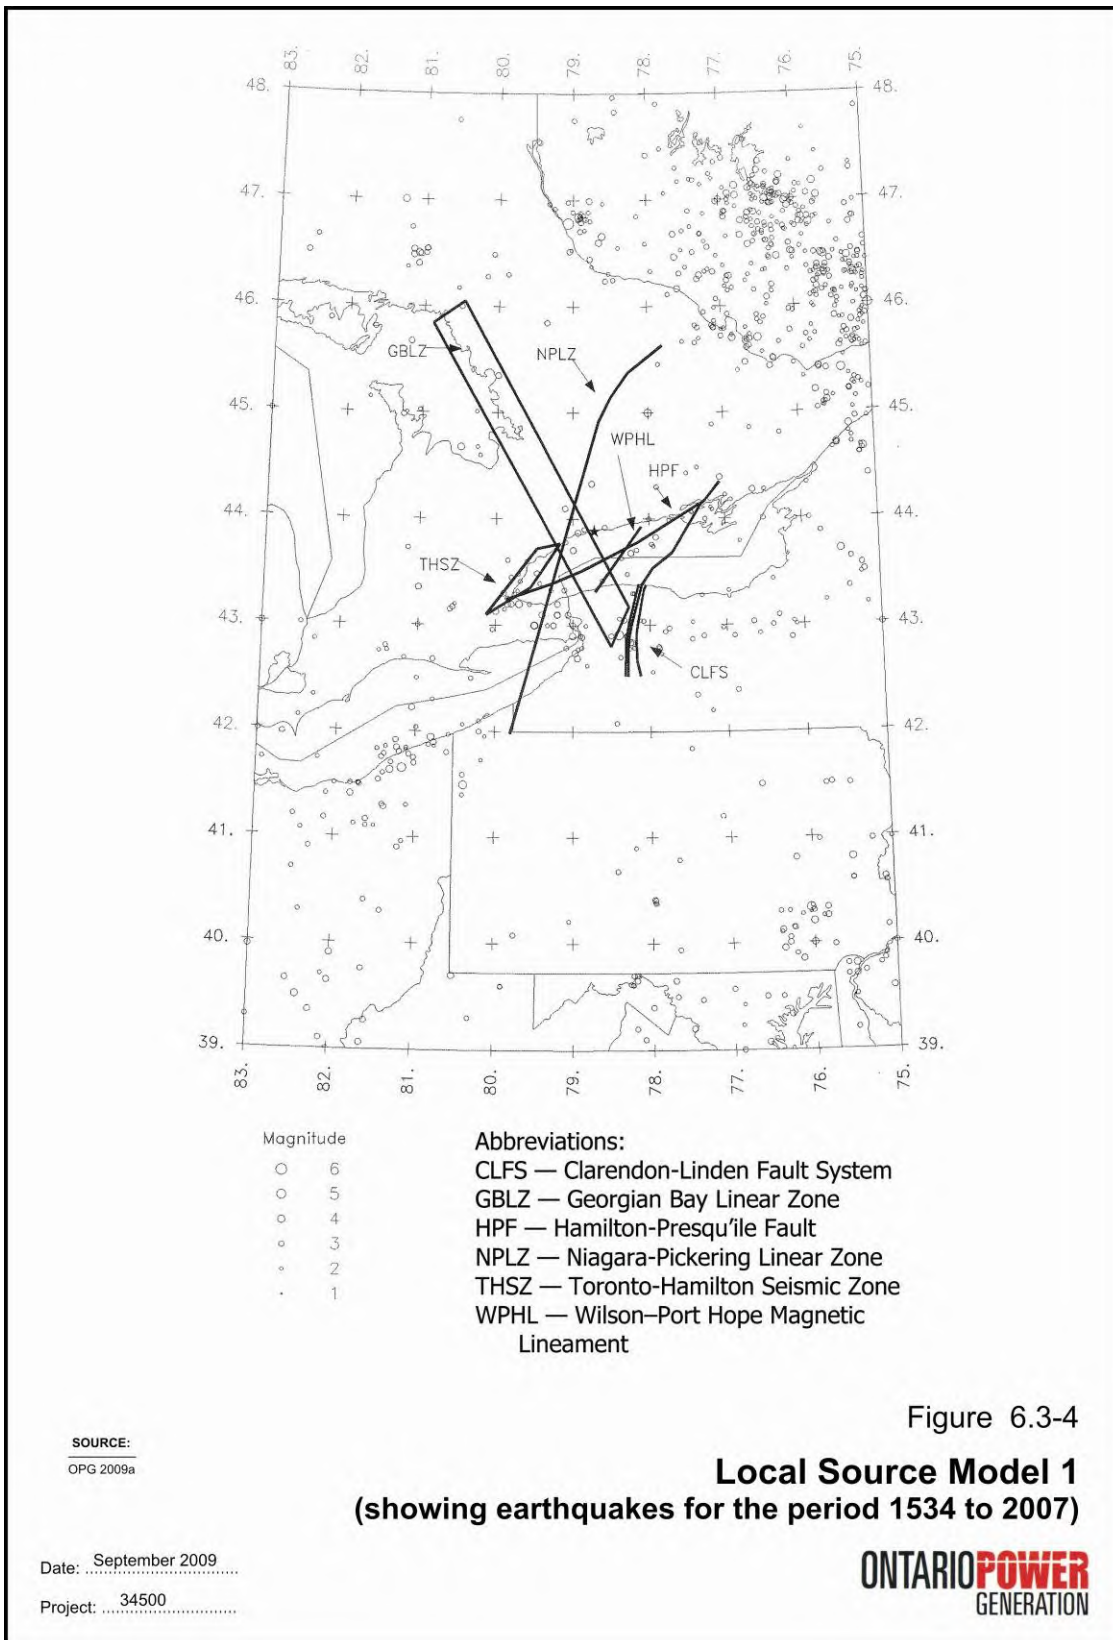 83. 82. 81. 80. 79. 78. 77. 76. 75.
48. 48.
47. 47.
46. 46.
GBLZ NPLZ
45. 45.
WPHL
HPF
44. 44.
THSZ
43. 43.
CLFS
42. 42.
41. 41.
40. 40.
39. 39.
83. 82. 81. 80. 79. 78. 77. 76. 75.
Magnitude
6
5
4
3
2
1
Abbreviations:
CLFS — Clarendon-Linden Fault System
GBLZ — Georgian Bay Linear Zone
HPF — Hamilton-Presqu'ile Fault
NPLZ — Niagara-Pickering Linear Zone
THSZ — Toronto-Hamilton Seismic Zone
WPHL — Wilson–Port Hope Magnetic
Lineament
Figure 6.3-4
SOURCE:
OPG 2009a
Local Source Model 1
(showing earthquakes for the period 1534 to 2007)
Date: September 2009
Project: 34500
ONTARIOPOWER
GENERATION